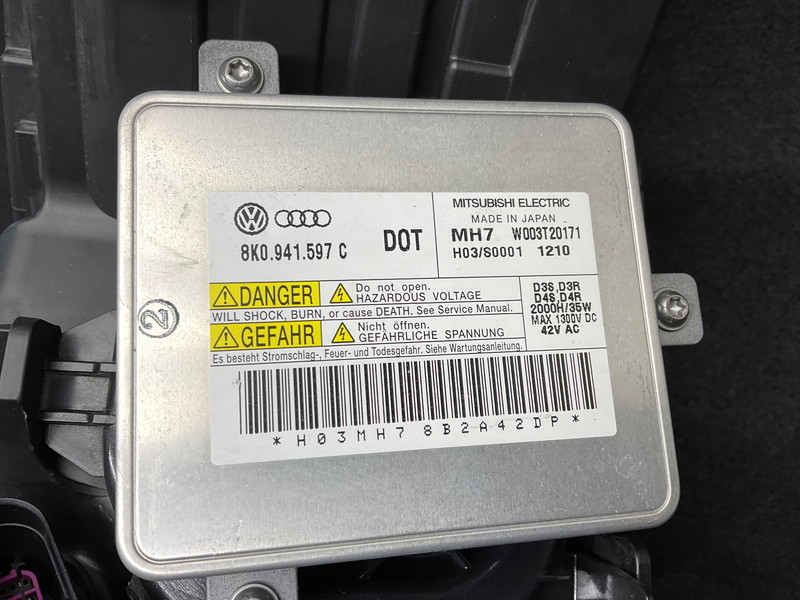 8K0.941.597 C
DOT
MITSUBISHI ELECTRIC
MADE IN JAPAN
MH7 W003T20171
H03/S0001 1210
DANGER
Do not open.
HAZARDOUS VOLTAGE
WILL SHOCK, BURN, or cause DEATH. See Service Manual.
GEFAHR
Nicht öffnen.
GEFÄHRLICHE SPANNUNG
Es besteht Stromschlag-, Feuer- und Todesgefahr. Siehe Wartungsanleitung.
D3S,D3R
D4S,D4R
2000H/35W
MAX 1300V DC
42V AC
*H03MH78B2A42DP*
2